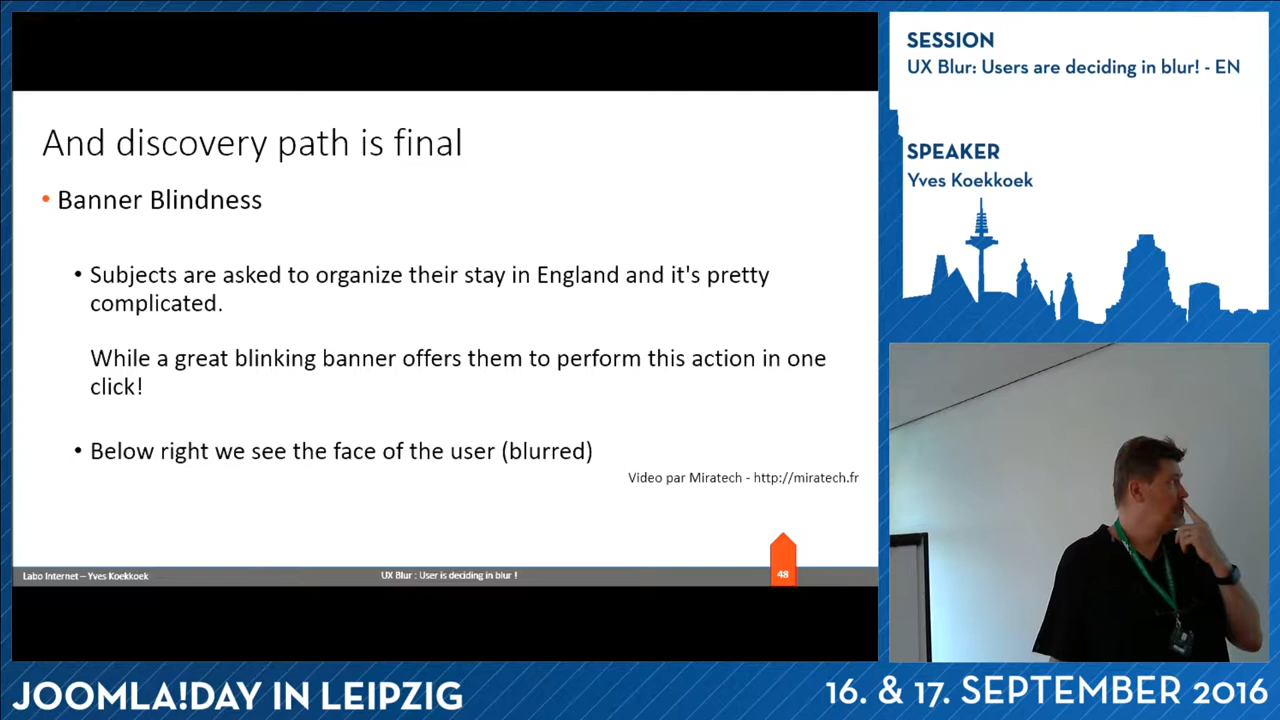 SESSION
UX Blur: Users are deciding in blur! - EN
SPEAKER
Yves Koekkoek
And discovery path is final
• Banner Blindness
• Subjects are asked to organize their stay in England and it's pretty
complicated.
While a great blinking banner offers them to perform this action in one
click!
• Below right we see the face of the user (blurred)
Video par Miratech - http://miratech.fr
Labo Internet – Yves Koekkoek
UX Blur : User is deciding in blur !
48
JOOMLA!DAY IN LEIPZIG
16. & 17. SEPTEMBER 2016